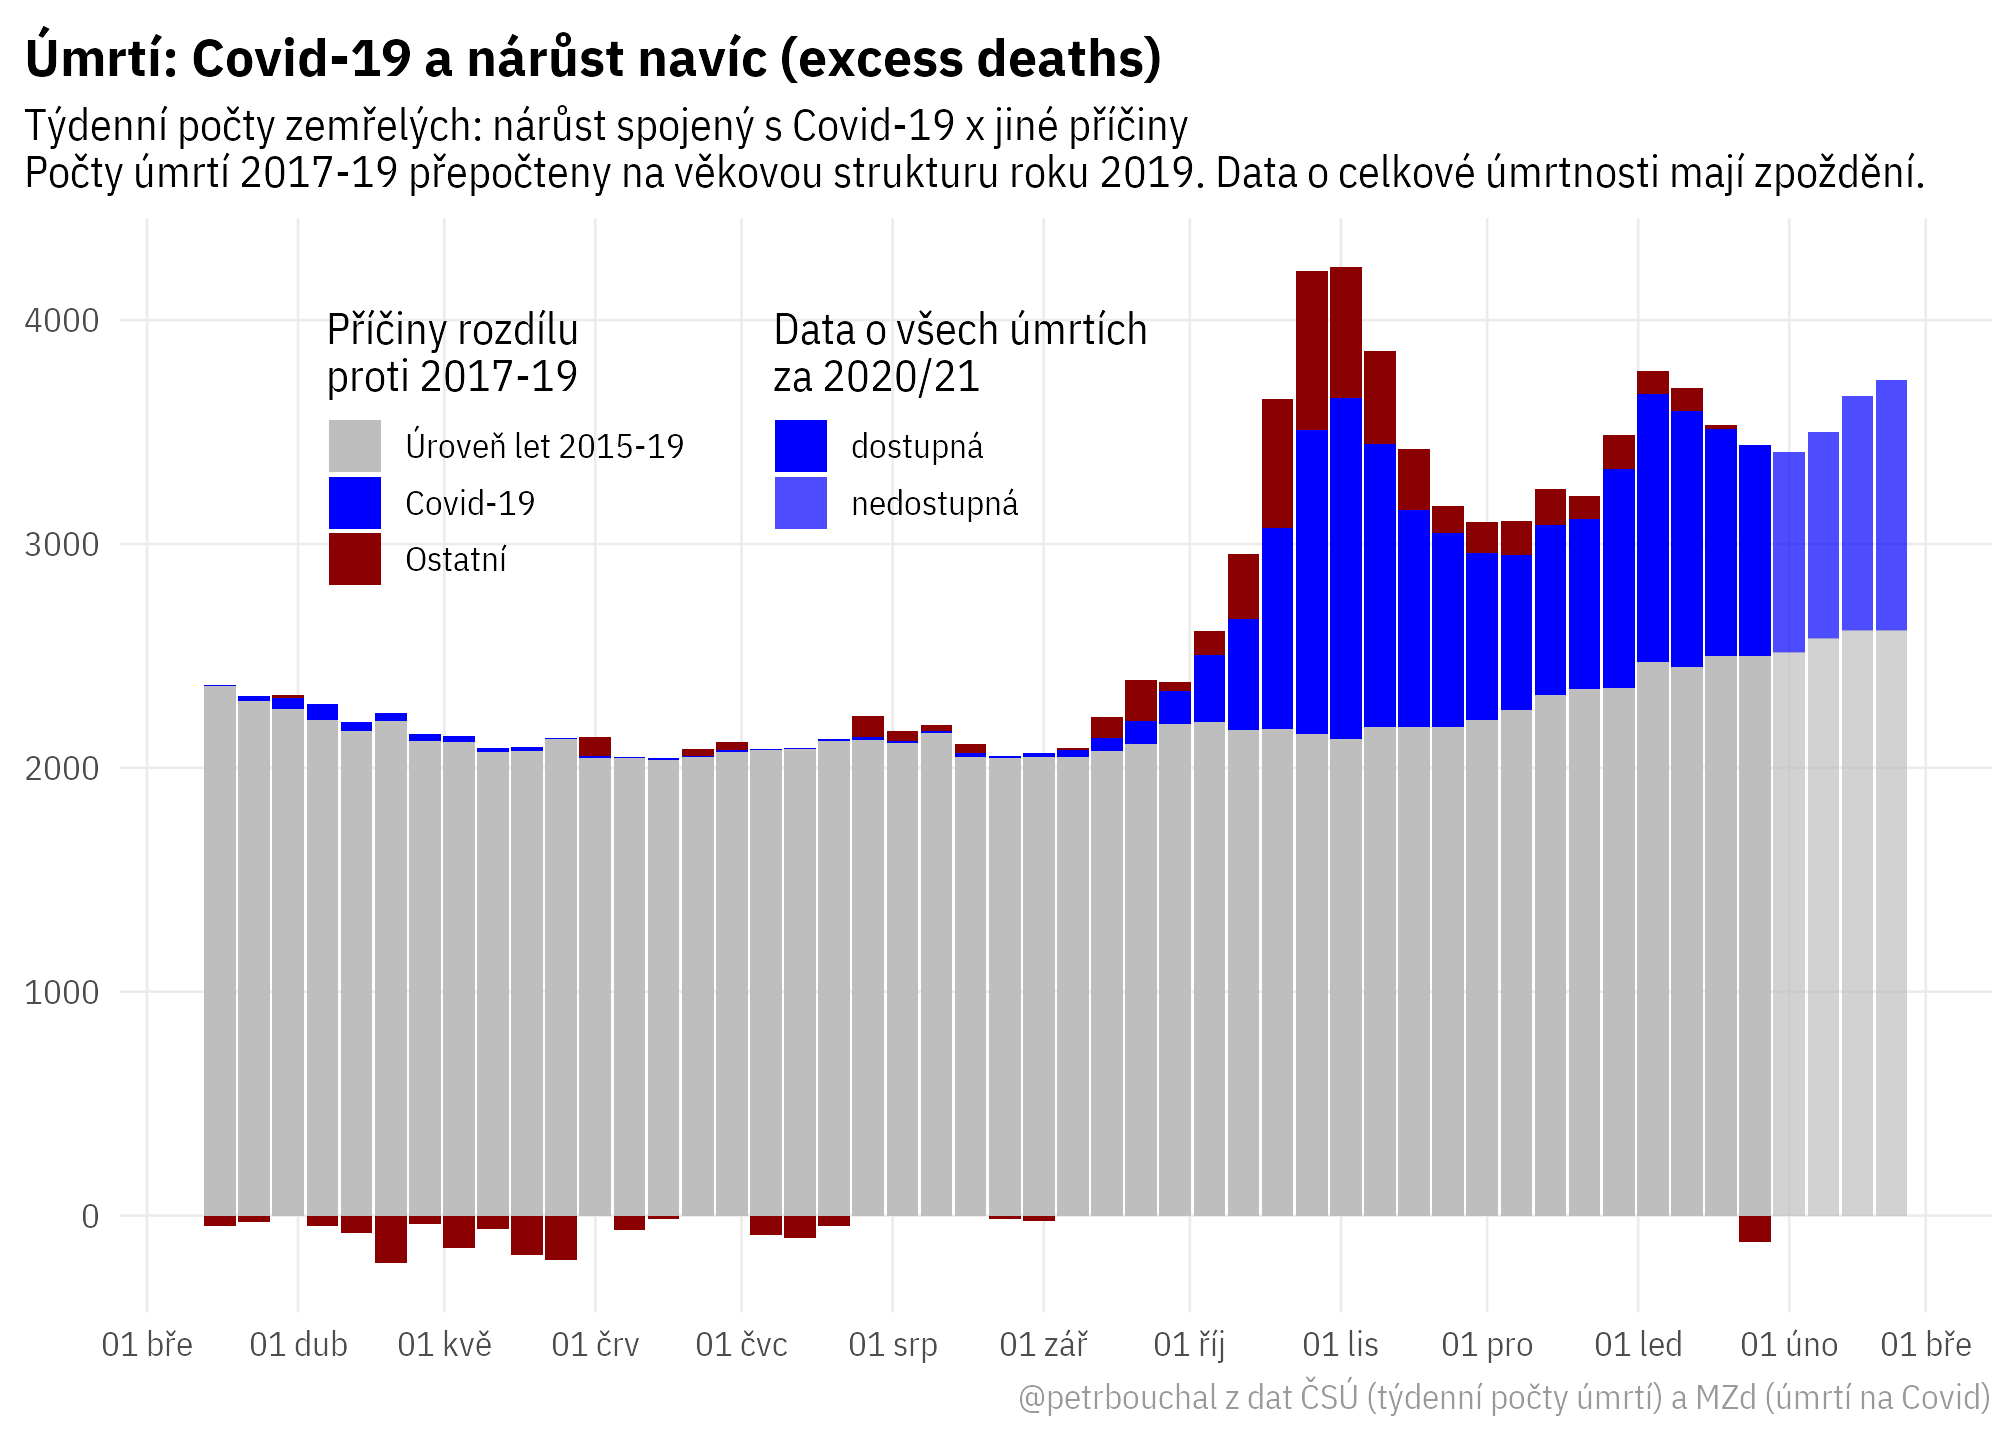 Úmrtí: Covid-19 a nárůst navíc (excess deaths)
Týdenní počty zemřelých: nárůst spojený s Covid-19 x jiné příčiny
Počty úmrtí 2017-19 přepočteny na věkovou strukturu roku 2019. Data o celkové úmrtnosti mají zpoždění.
Příčiny rozdílu
proti 2017-19
Úroveň let 2015-19
Covid-19
Ostatní
Data o všech úmrtích
za 2020/21
dostupná
nedostupná
4000
3000
2000
1000
0
01 bře
01 dub
01 kvě
01 črv
01 čvc
01 srp
01 zář
01 říj
01 lis
01 pro
01 led
01 úno
01 bře
@petrbouchal z dat ČSÚ (týdenní počty úmrtí) a MZd (úmrtí na Covid)